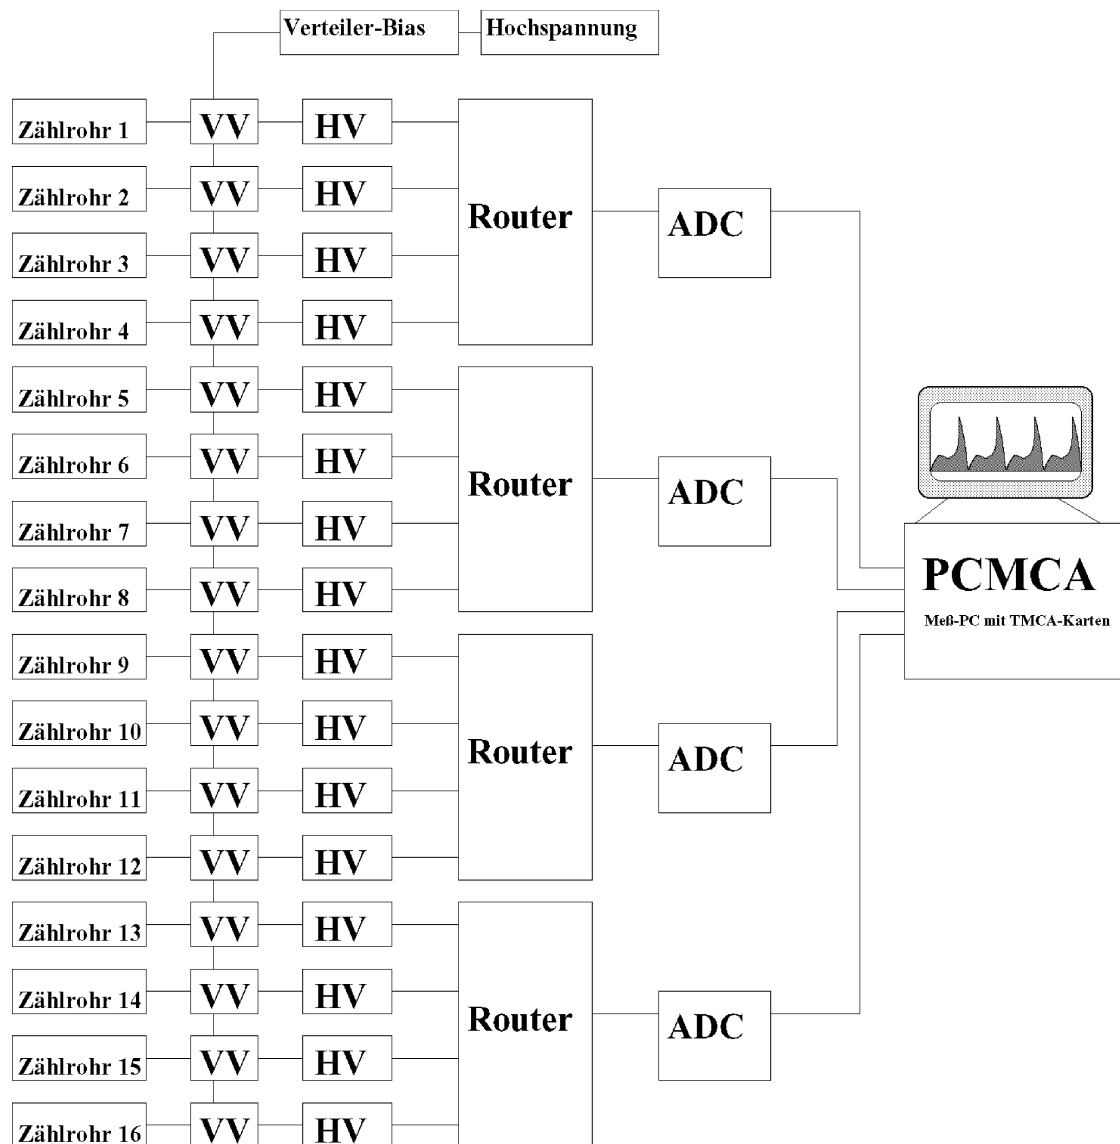 Verteiler-Bias Hochspannung
Zählrohr 1 VV HV
Zählrohr 2 VV HV
Router ADC
Zählrohr 3 VV HV
Zählrohr 4 VV HV
Zählrohr 5 VV HV
Zählrohr 6 VV HV
Router ADC
Zählrohr 7 VV HV
Zählrohr 8 VV HV
PCMCA
Meß-PC mit TMCA-Karten
Zählrohr 9 VV HV
Zählrohr 10 VV HV
Router ADC
Zählrohr 11 VV HV
Zählrohr 12 VV HV
Zählrohr 13 VV HV
Zählrohr 14 VV HV
Router ADC
Zählrohr 15 VV HV
Zählrohr 16 VV HV